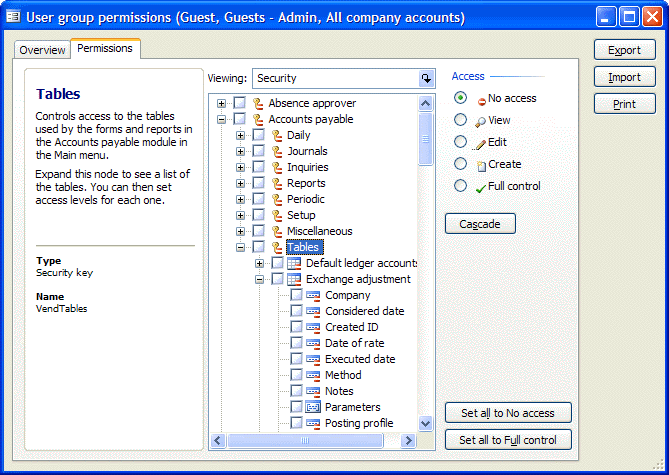 User group permissions (Guest, Guests - Admin, All company accounts)
Overview
Permissions
Tables
Controls access to the tables
used by the forms and reports in
the Accounts payable module in
the Main menu.
Expand this node to see a list of
the tables. You can then set
access levels for each one.
Type
Security key
Name
VendTables
Viewing: Security
Absence approver
Accounts payable
Daily
Journals
Inquiries
Reports
Periodic
Setup
Miscellaneous
Tables
Default ledger accounts
Exchange adjustment
Company
Considered date
Created ID
Date of rate
Executed date
Method
Notes
Parameters
Posting profile
Access
No access
View
Edit
Create
Full control
Cascade
Set all to No access
Set all to Full control
Export
Import
Print